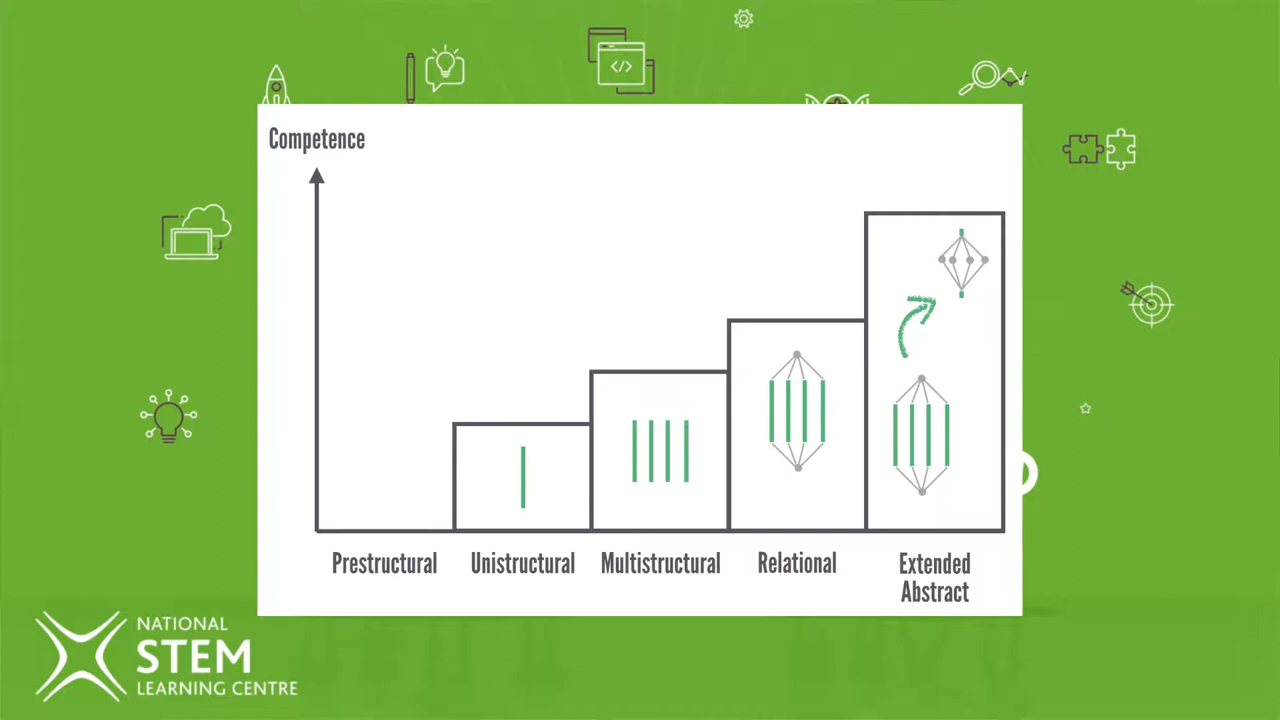 </>
Competence
Prestructural
Unistructural
Multistructural
Relational
Extended
Abstract
NATIONAL
STEM
LEARNING CENTRE